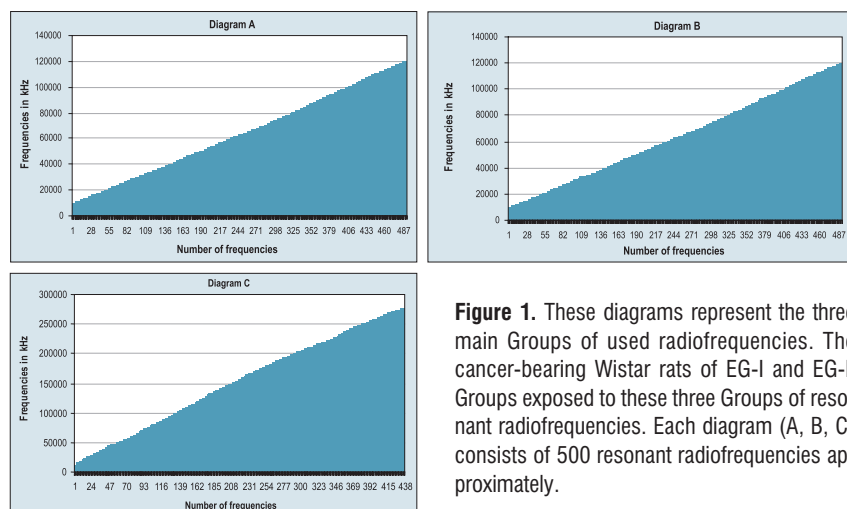 Diagram A
140000
120000
100000
80000
60000
40000
20000
0
Frequencies in kHz
1 28 55 82 109 136 163 190 217 244 271 298 325 352 379 406 433 460 487
Number of frequencies
Diagram B
140000
120000
100000
80000
60000
40000
20000
0
Frequencies in kHz
1 28 55 82 109 136 163 190 217 244 271 298 325 352 379 406 433 460 487
Number of frequencies
Diagram C
300000
250000
200000
150000
100000
50000
0
Frequencies in kHz
1 24 47 70 93 116 139 162 185 208 231 254 277 300 323 346 369 392 415 438
Number of frequencies
Figure 1. These diagrams represent the three
main Groups of used radiofrequencies. The
cancer-bearing Wistar rats of EG-I and EG-I
Groups exposed to these three Groups of reso
nant radiofrequencies. Each diagram (A, B, C
consists of 500 resonant radiofrequencies ap
proximately.